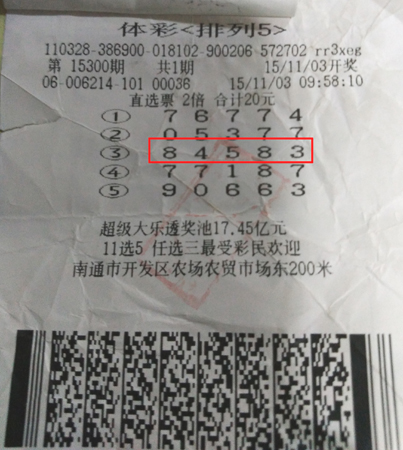 体彩<排列5>
110328-386900-018102-900206-572702 rr3xeg
第 15300期 共1期 15/11/03开奖
06-006214-101 00038 15/11/03 09:58:10
直选票 2倍 合计20元
① 7 6 7 7 4
② 0 5 3 7 7
③ 8 4 5 8 3
④ 7 7 1 8 7
⑤ 9 0 6 6 3
超级大乐透奖池17.45亿元
11选5 任选三最受彩民欢迎
南通市开发区农场农贸市场东200米